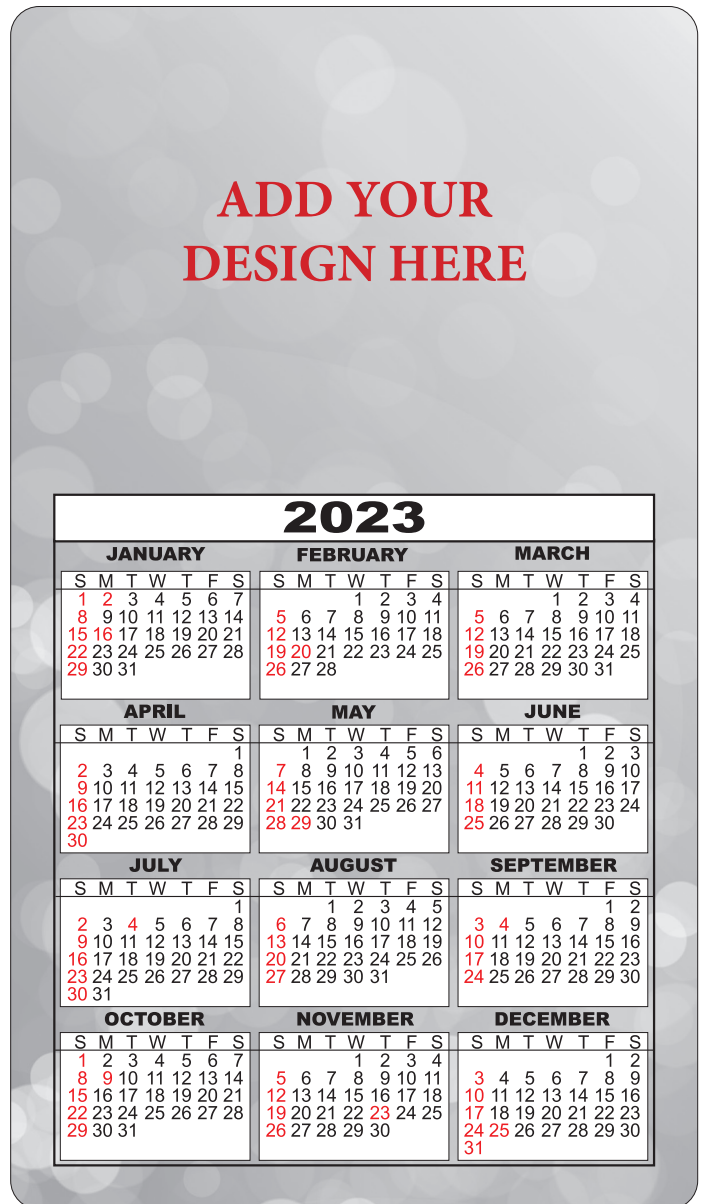 ADD YOUR
DESIGN HERE
2023
JANUARY
S M T W T F S
1 2 3 4 5 6 7
8 9 10 11 12 13 14
15 16 17 18 19 20 21
22 23 24 25 26 27 28
29 30 31
FEBRUARY
S M T W T F S
1 2 3 4
5 6 7 8 9 10 11
12 13 14 15 16 17 18
19 20 21 22 23 24 25
26 27 28
MARCH
S M T W T F S
1 2 3 4
5 6 7 8 9 10 11
12 13 14 15 16 17 18
19 20 21 22 23 24 25
26 27 28 29 30 31
APRIL
S M T W T F S
1
2 3 4 5 6 7 8
9 10 11 12 13 14 15
16 17 18 19 20 21 22
23 24 25 26 27 28 29
30
MAY
S M T W T F S
1 2 3 4 5 6
7 8 9 10 11 12 13
14 15 16 17 18 19 20
21 22 23 24 25 26 27
28 29 30 31
JUNE
S M T W T F S
1 2 3
4 5 6 7 8 9 10
11 12 13 14 15 16 17
18 19 20 21 22 23 24
25 26 27 28 29 30
JULY
S M T W T F S
1
2 3 4 5 6 7 8
9 10 11 12 13 14 15
16 17 18 19 20 21 22
23 24 25 26 27 28 29
30 31
AUGUST
S M T W T F S
1 2 3 4 5
6 7 8 9 10 11 12
13 14 15 16 17 18 19
20 21 22 23 24 25 26
27 28 29 30 31
SEPTEMBER
S M T W T F S
1 2
3 4 5 6 7 8 9
10 11 12 13 14 15 16
17 18 19 20 21 22 23
24 25 26 27 28 29 30
OCTOBER
S M T W T F S
1 2 3 4 5 6 7
8 9 10 11 12 13 14
15 16 17 18 19 20 21
22 23 24 25 26 27 28
29 30 31
NOVEMBER
S M T W T F S
1 2 3 4
5 6 7 8 9 10 11
12 13 14 15 16 17 18
19 20 21 22 23 24 25
26 27 28 29 30
DECEMBER
S M T W T F S
1 2
3 4 5 6 7 8 9
10 11 12 13 14 15 16
17 18 19 20 21 22 23
24 25 26 27 28 29 30
31